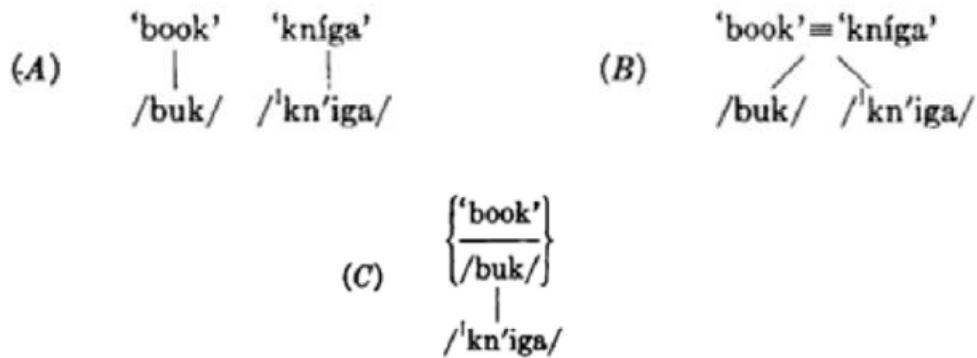 ‘book’ ‘kníga’ ‘book’ ≡ ‘kníga’
(A) (B)
/buk/ /ˈkn′iga/ /buk/ /ˈkn′iga/
‘book’
/buk/
(C)
/ˈkn′iga/